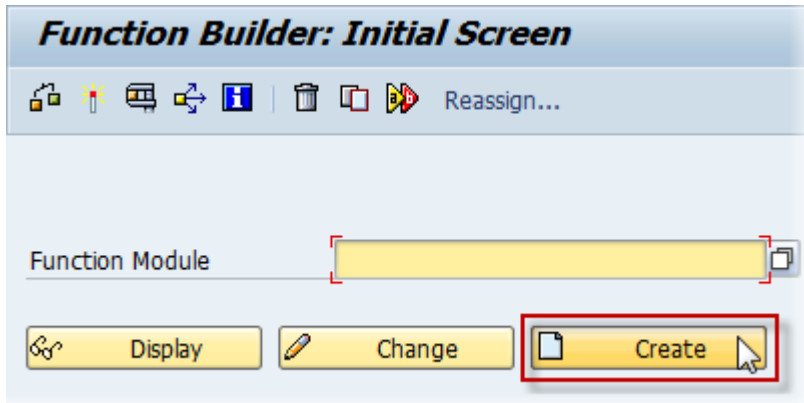 Function Builder: Initial Screen
Reassign...
Function Module
Display Change Create